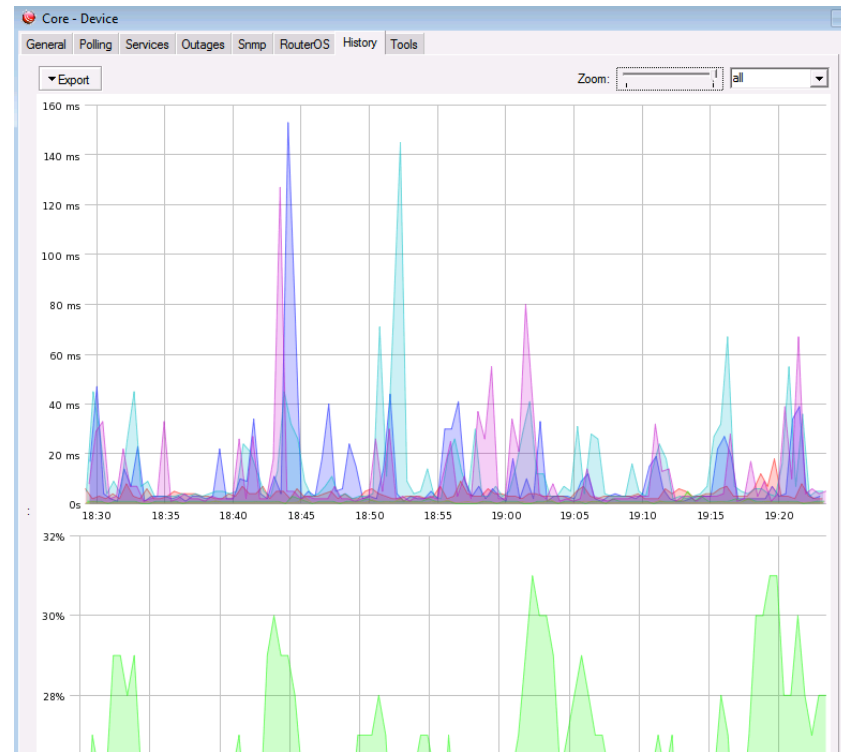 Core - Device
General Polling Services Outages Snmp RouterOS History Tools
Export Zoom: all
160 ms
140 ms
120 ms
100 ms
80 ms
60 ms
40 ms
20 ms
0s
18:30 18:35 18:40 18:45 18:50 18:55 19:00 19:05 19:10 19:15 19:20
32%
30%
28%